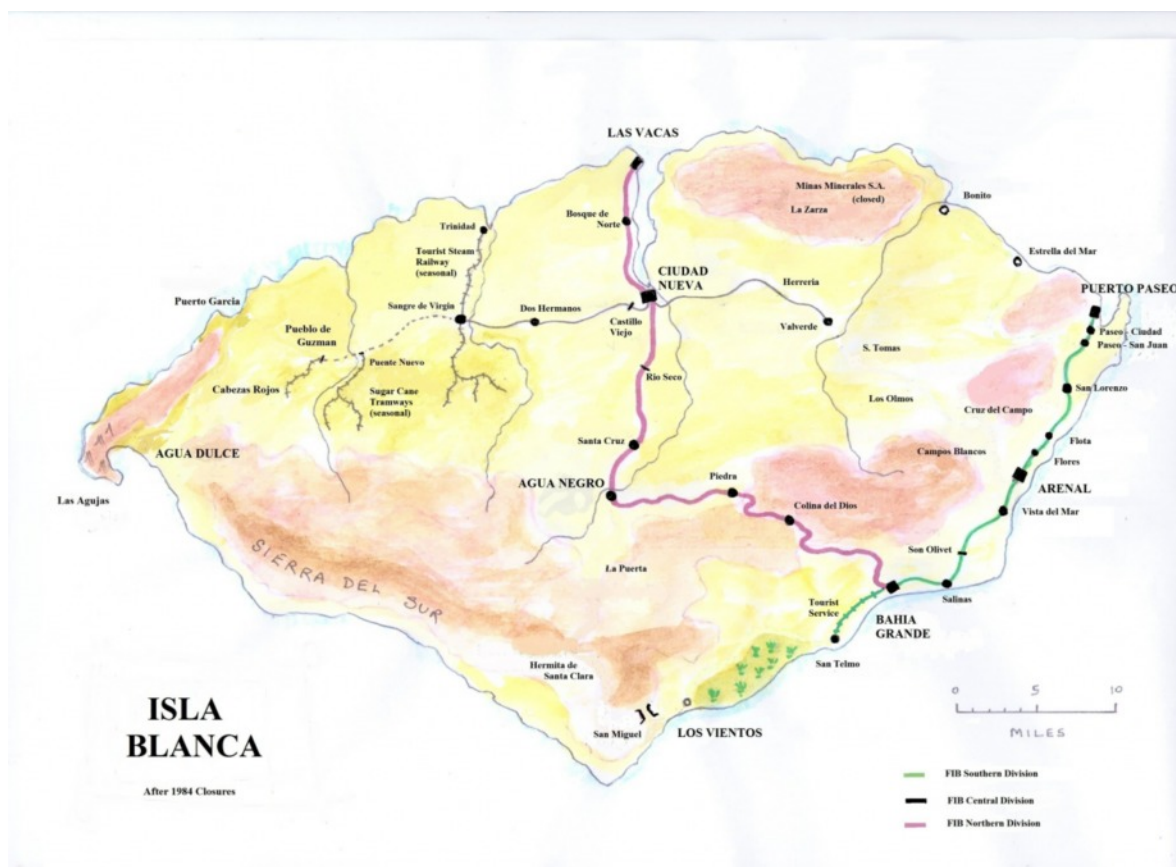 LAS VACAS
Minas Minerales S.A.
(closed)
La Zarza
Bonito
Bosque de
Norte
Trinidad
Tourist Steam
Railway
(seasonal)
Estrella del Mar
CIUDAD
NUEVA
Herreria
PUERTO PASEO
Puerto Garcia
Sangre de Virgin
Dos Hermanos
Castillo
Viejo
Valverde
Paseo - Ciudad
Paseo - San Juan
Pueblo de
Guzman
Puente Nuevo
S. Tomas
Rio Seco
Cabezas Rojos
Sugar Cane
Tramways
(seasonal)
San Lorenzo
Los Olmos
Cruz del Campo
Santa Cruz
Flota
AGUA DULCE
Campos Blancos
Flores
AGUA NEGRO
Piedra
ARENAL
Las Agujas
Colina del Dios
Vista del Mar
SIERRA DEL SUR
Son Olivet
La Puerta
Tourist
Service
Salinas
BAHIA
GRANDE
San Telmo
Hermita de
Santa Clara
San Miguel
LOS VIENTOS
0 5 10
MILES
ISLA
BLANCA
After 1984 Closures
FIB Southern Division
FIB Central Division
FIB Northern Division